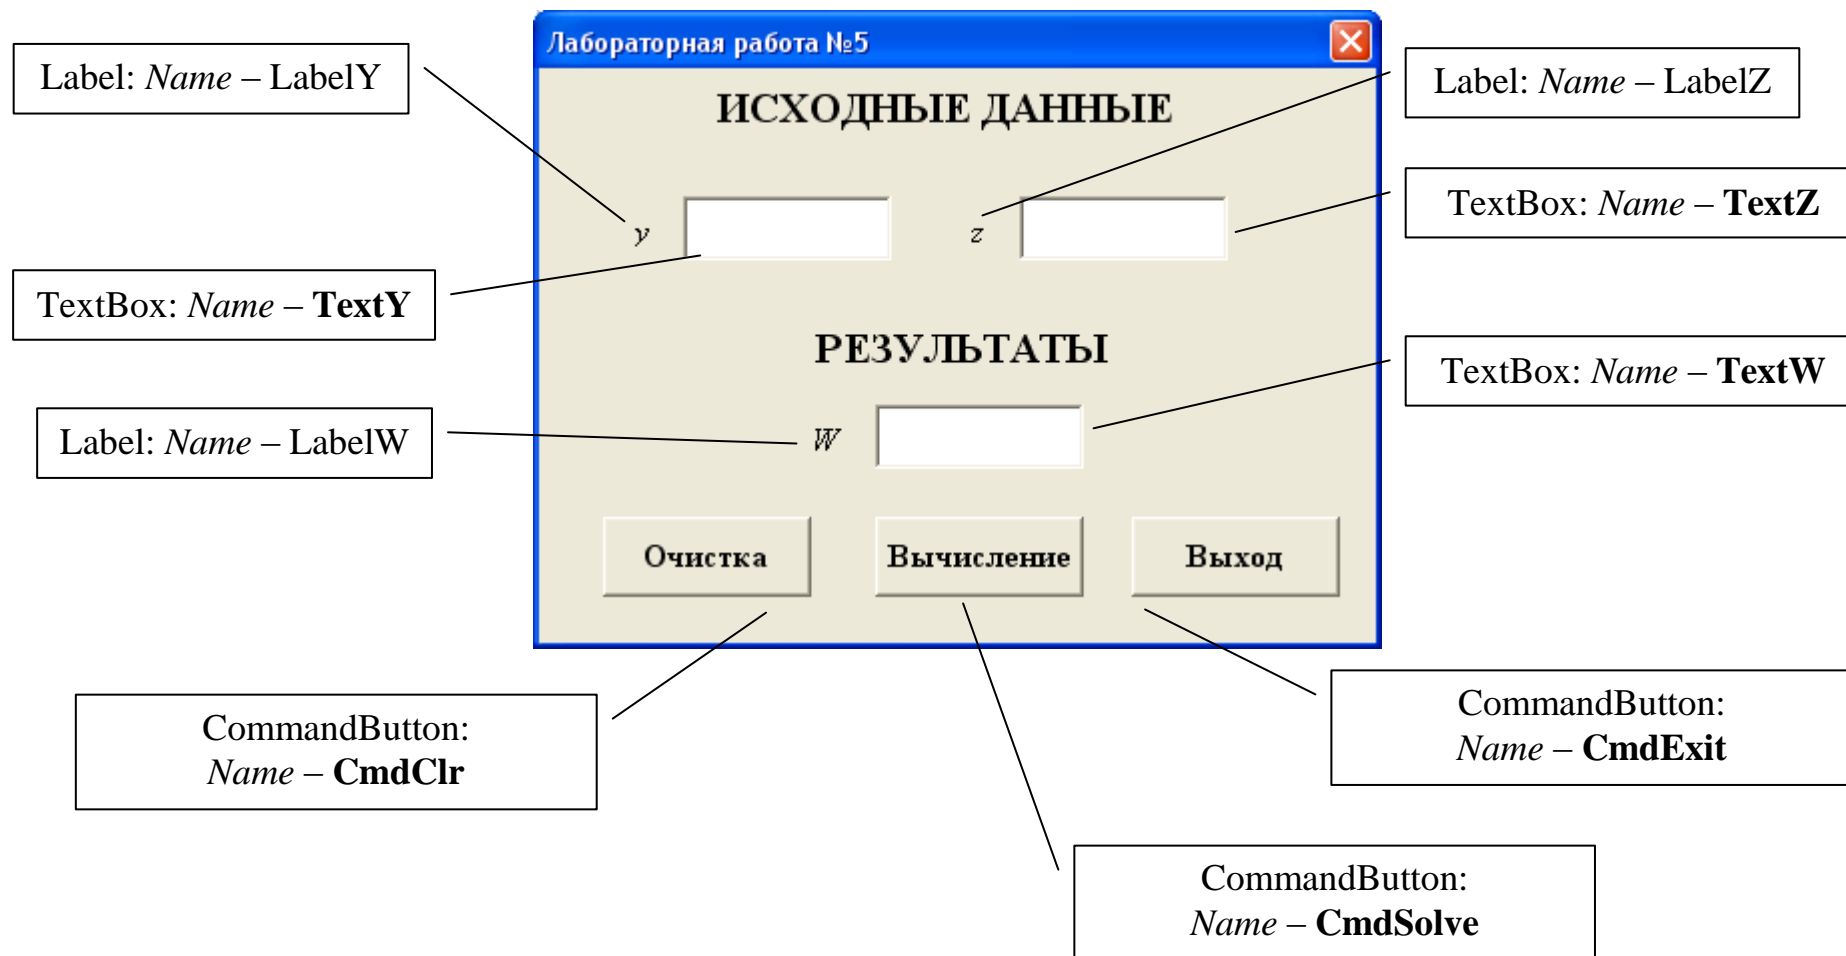 Лабораторная работа №5
Label: Name – LabelY
Label: Name – LabelZ
ИСХОДНЫЕ ДАННЫЕ
TextBox: Name – TextZ
y
z
TextBox: Name – TextY
РЕЗУЛЬТАТЫ
TextBox: Name – TextW
Label: Name – LabelW
W
Очистка
Вычисление
Выход
CommandButton:
Name – CmdClr
CommandButton:
Name – CmdExit
CommandButton:
Name – CmdSolve